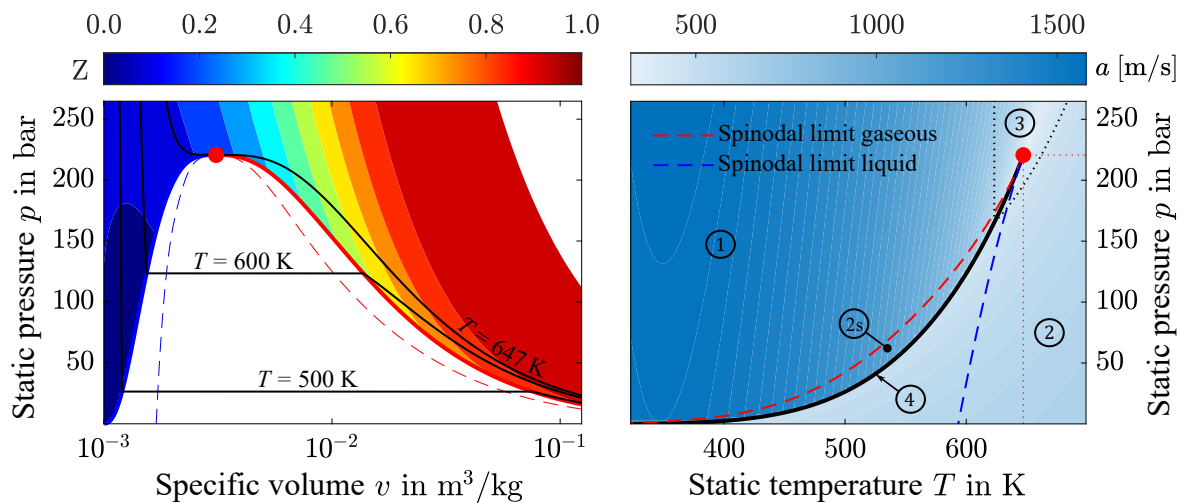 0.0 0.2 0.4 0.6 0.8 1.0
Z
250
200
150
100
50
Static pressure p in bar
T = 600 K
T = 647 K
T = 500 K
10⁻³ 10⁻² 10⁻¹
Specific volume v in m³/kg
500 1000 1500
a [m/s]
Spinodal limit gaseous
Spinodal limit liquid
3
1
2s
2
4
250
200
150
100
50
Static pressure p in bar
400 500 600
Static temperature T in K